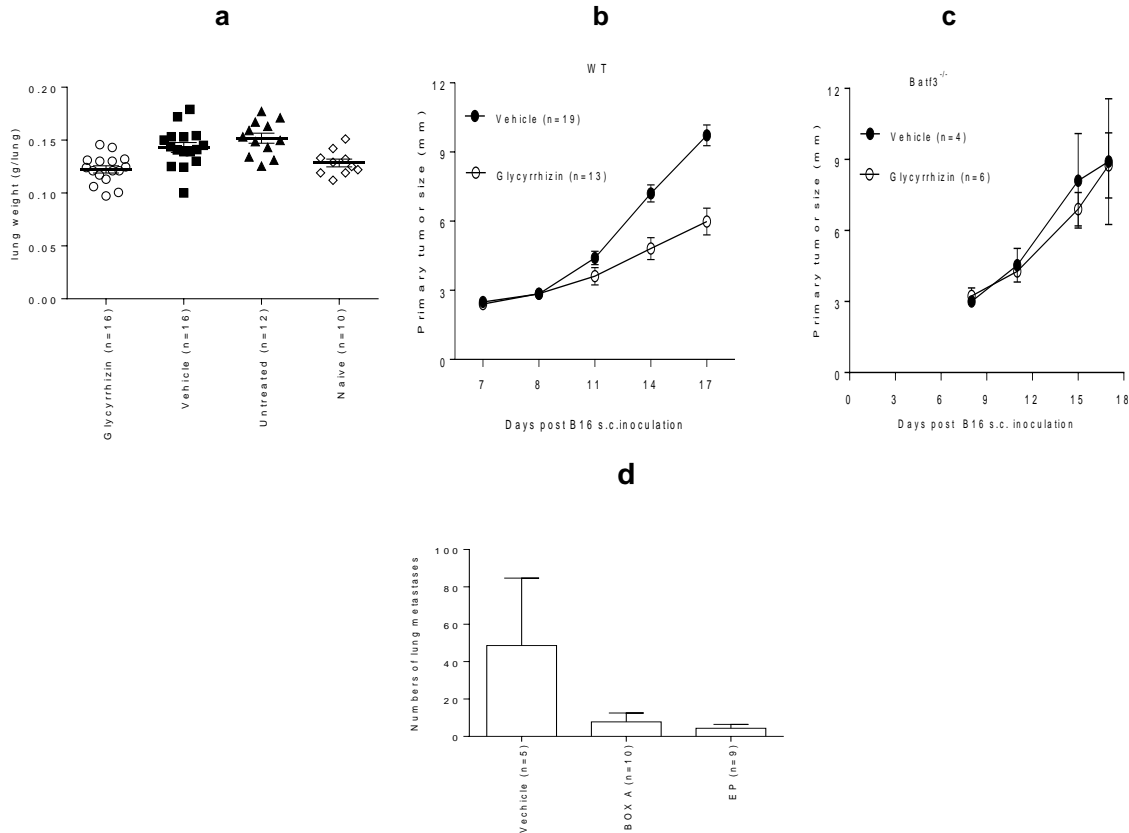 a
b
c
0.20
0.15
0.10
0.05
0.00
lung weight (g/lung)
Glycyrrhizin (n=16)
Vehicle (n=16)
Untreated (n=12)
Naive (n=10)
WT
12
9
6
3
0
Primary tumor size (mm)
Vehicle (n=19)
Glycyrrhizin (n=13)
7
8
11
14
17
Days post B16 s.c.inoculation
Batf3-/-
12
9
6
3
0
Primary tumor size (mm)
Vehicle (n=4)
Glycyrrhizin (n=6)
0
3
6
9
12
15
18
Days post B16 s.c. inoculation
d
100
80
60
40
20
0
Numbers of lung metastases
Vechicle (n=5)
BOX A (n=10)
EP (n=9)